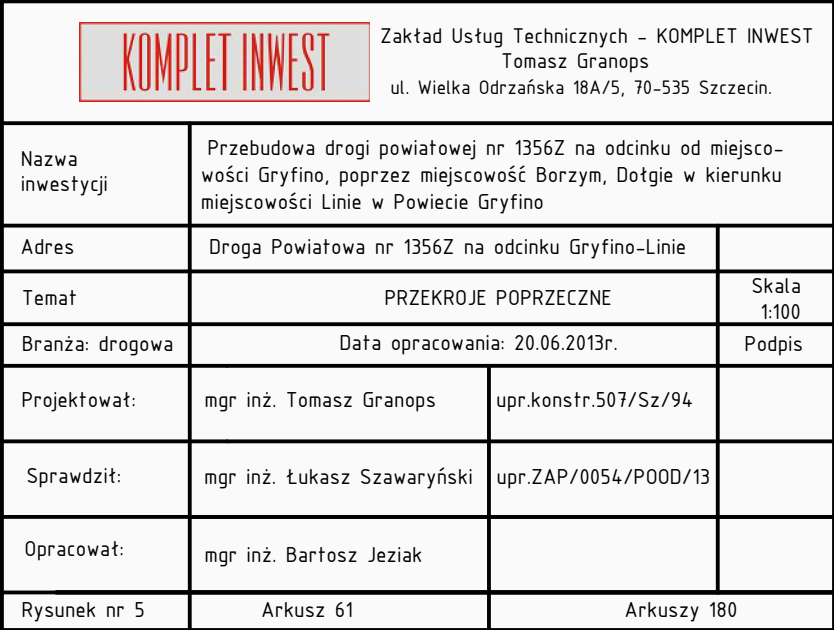 KOMPLET INWEST
Zakład Usług Technicznych - KOMPLET INWEST
Tomasz Granops
ul. Wielka Odrzańska 18A/5, 70-535 Szczecin.
Nazwa
inwestycji
Przebudowa drogi powiatowej nr 1356Z na odcinku od miejsco-
wości Gryfino, poprzez miejscowość Borzym, Dołgie w kierunku
miejscowości Linie w Powiecie Gryfino
Adres
Droga Powiatowa nr 1356Z na odcinku Gryfino-Linie
Temat
PRZEKROJE POPRZECZNE
Skala
1:100
Branża: drogowa
Data opracowania: 20.06.2013r.
Podpis
Projektował:
mgr inż. Tomasz Granops
upr.konstr.507/Sz/94
Sprawdził:
mgr inż. Łukasz Szawaryński
upr.ZAP/0054/POOD/13
Opracował:
mgr inż. Bartosz Jeziak
Rysunek nr 5
Arkusz 61
Arkuszy 180